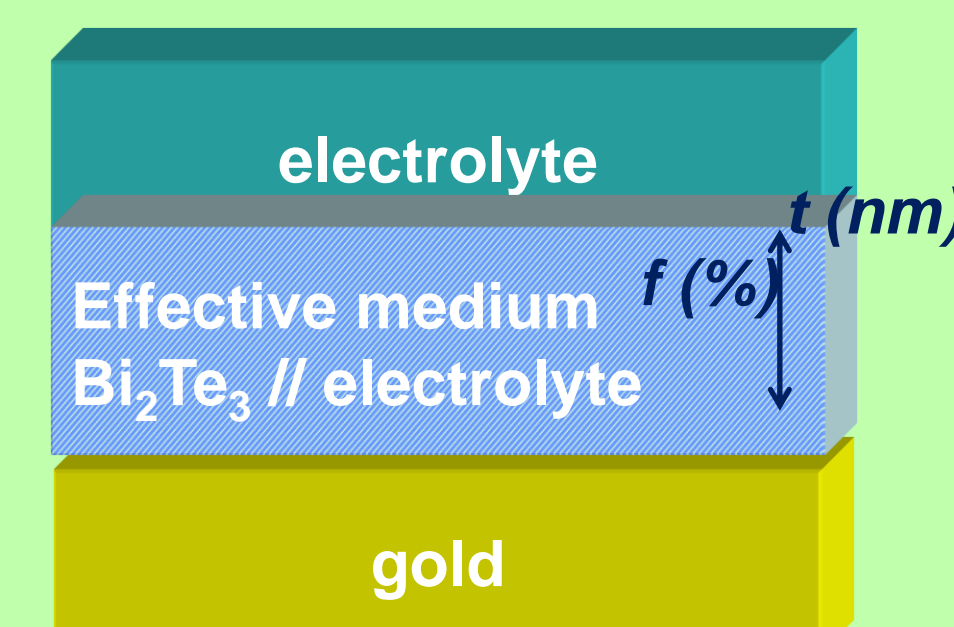 electrolyte
t (nm)
f (%)
Effective medium
Bi₂Te₃ // electrolyte
gold